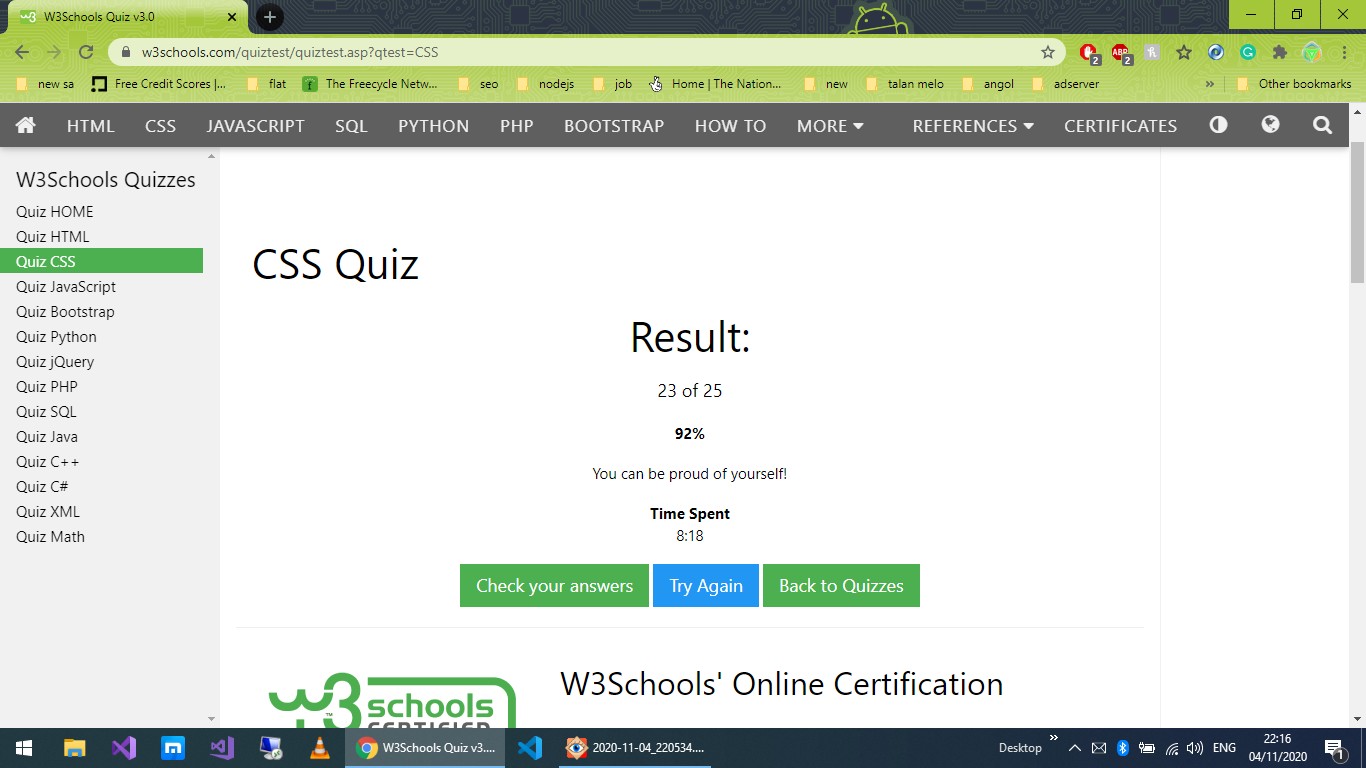 W3Schools Quiz v3.0
w3schools.com/quiztest/quiztest.asp?qtest=CSS
2
ABP
2
new sa
Free Credit Scores |...
flat
The Freecycle Netw...
seo
nodejs
job
Home | The Nation...
new
talan melo
angol
adserver
»
Other bookmarks
HTML
CSS
JAVASCRIPT
SQL
PYTHON
PHP
BOOTSTRAP
HOW TO
MORE
REFERENCES
CERTIFICATES
W3Schools Quizzes
Quiz HOME
Quiz HTML
Quiz CSS
Quiz JavaScript
Quiz Bootstrap
Quiz Python
Quiz jQuery
Quiz PHP
Quiz SQL
Quiz Java
Quiz C++
Quiz C#
Quiz XML
Quiz Math
CSS Quiz
Result:
23 of 25
92%
You can be proud of yourself!
Time Spent
8:18
Check your answers
Try Again
Back to Quizzes
w3schools
TM
CERTIFIED
W3Schools' Online Certification
W3Schools Quiz v3....
2020-11-04_220534....
Desktop
»
ENG
22:16
04/11/2020
1